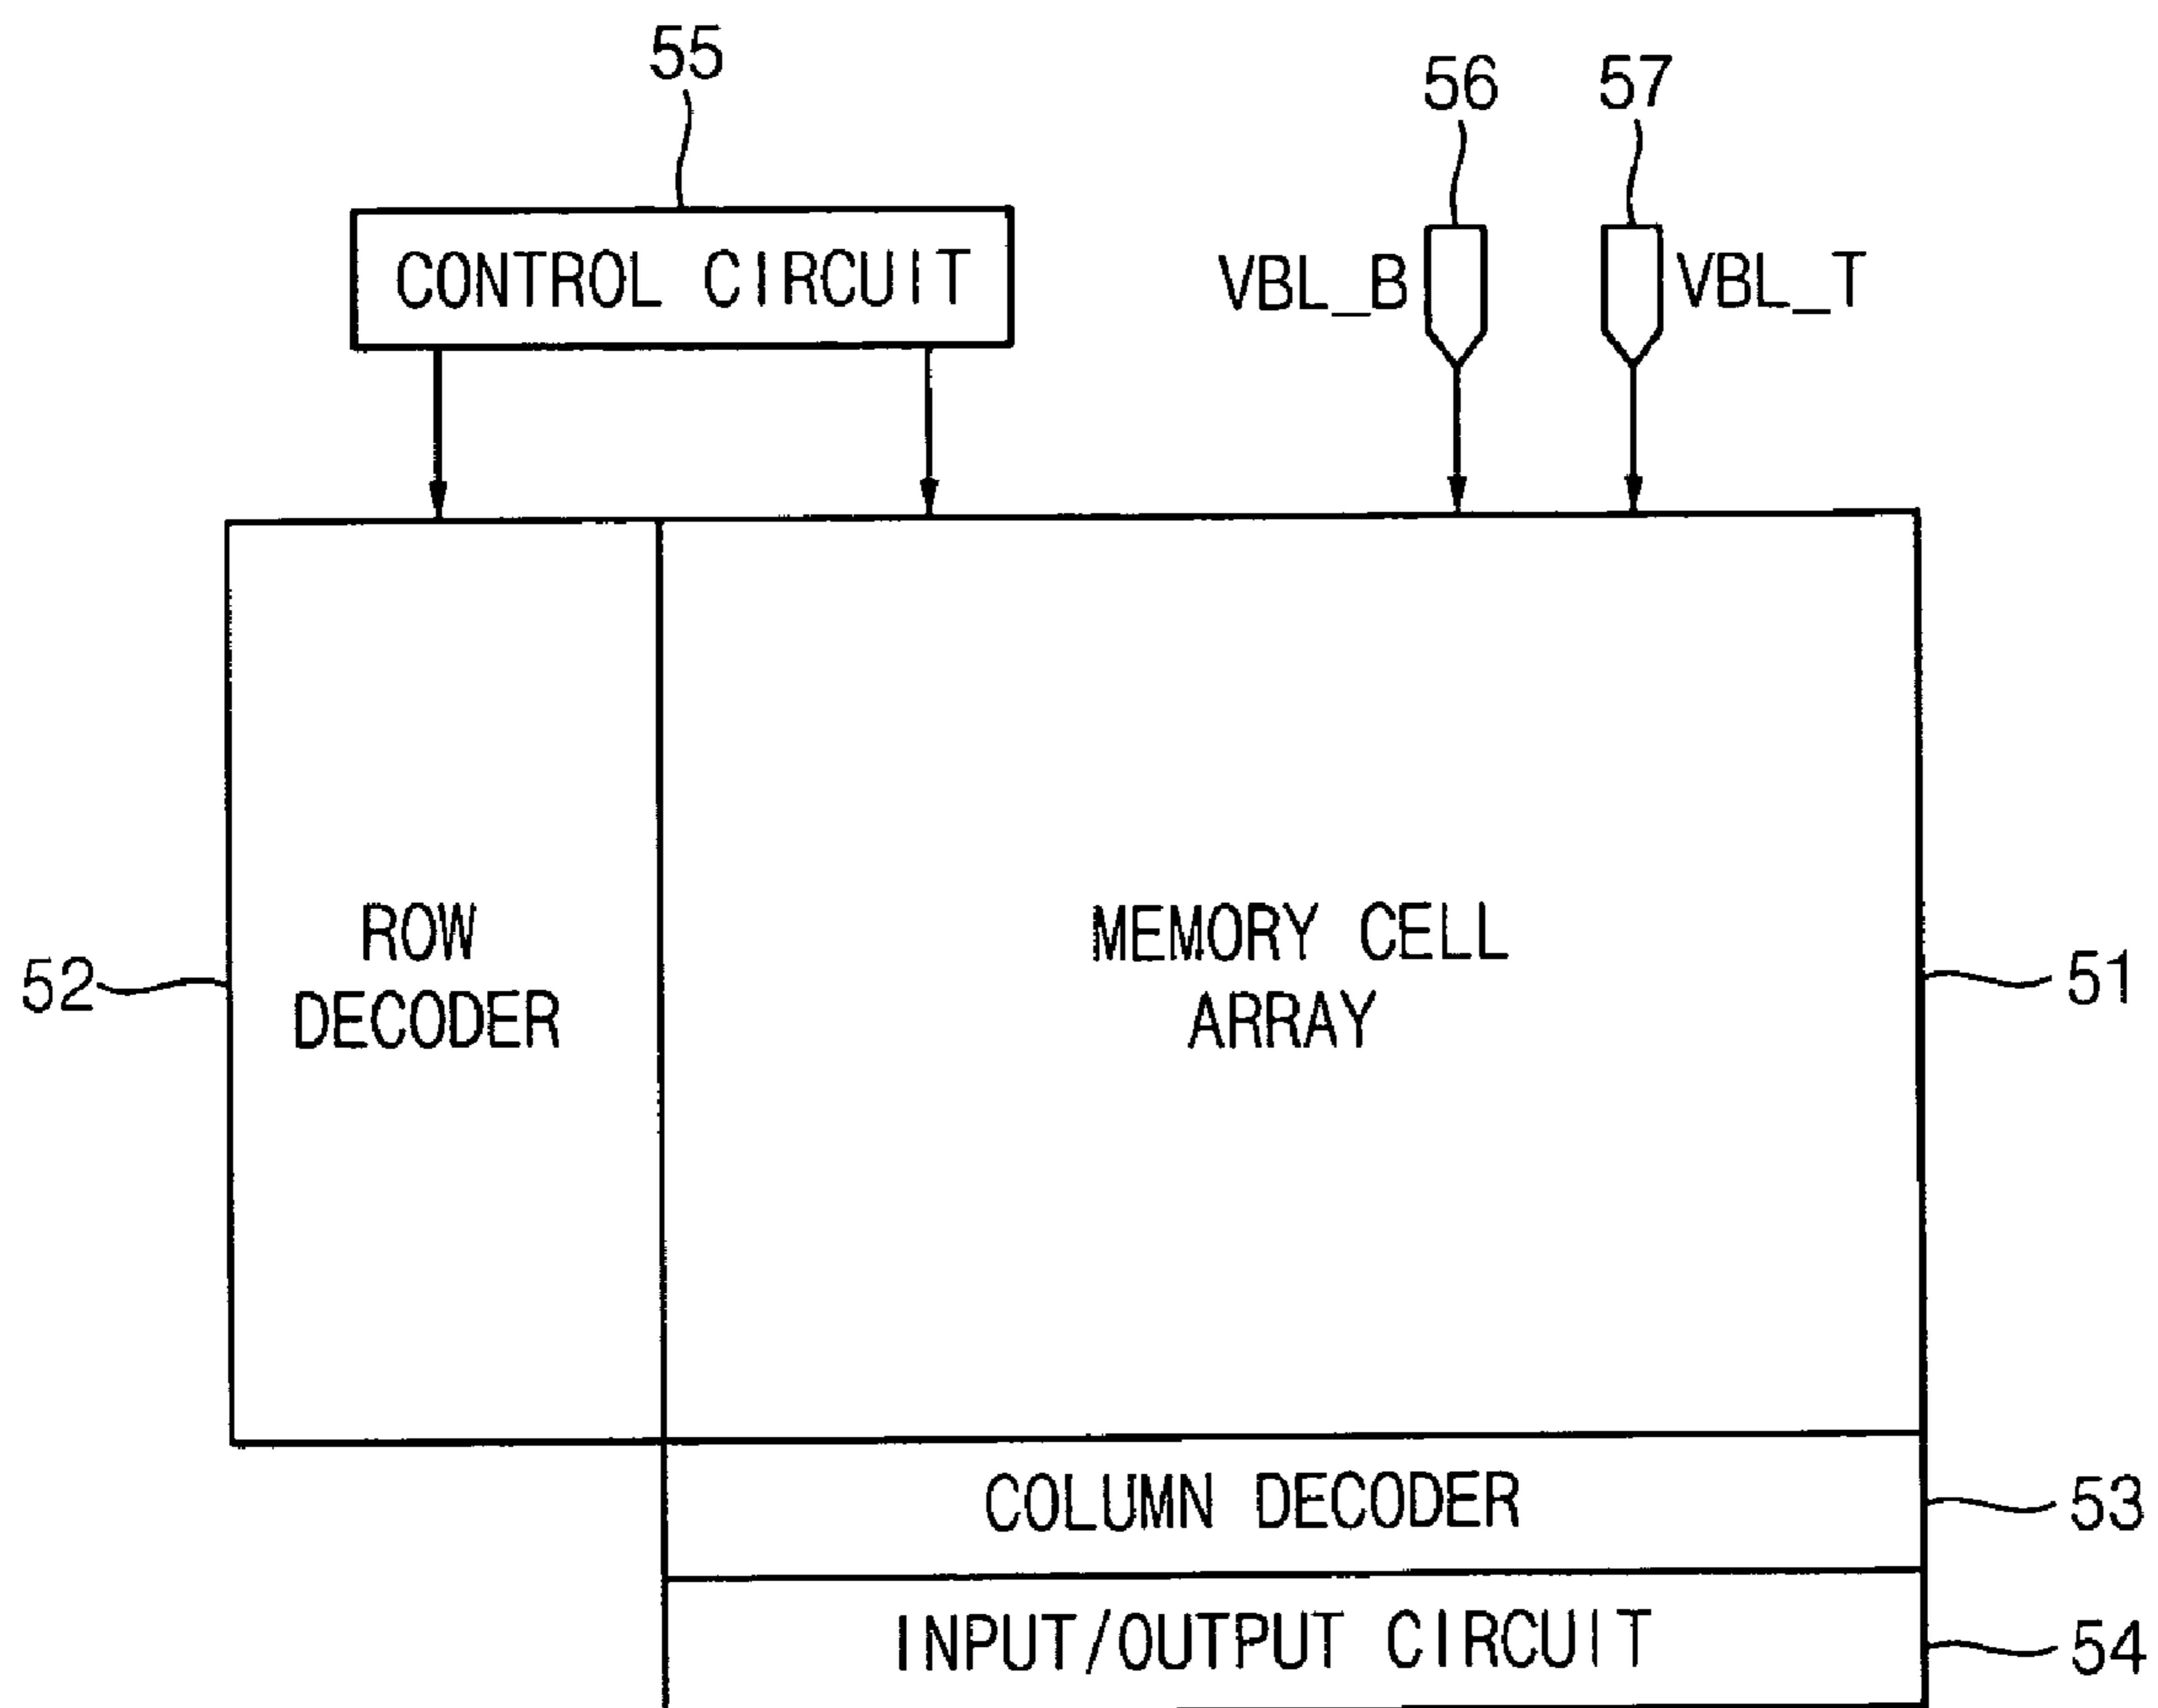 55
56
57
CONTROL CIRCUIT
VBL_B
VBL_T
ROW
DECODER
MEMORY CELL
ARRAY
52
51
COLUMN DECODER
53
INPUT/OUTPUT CIRCUIT
54